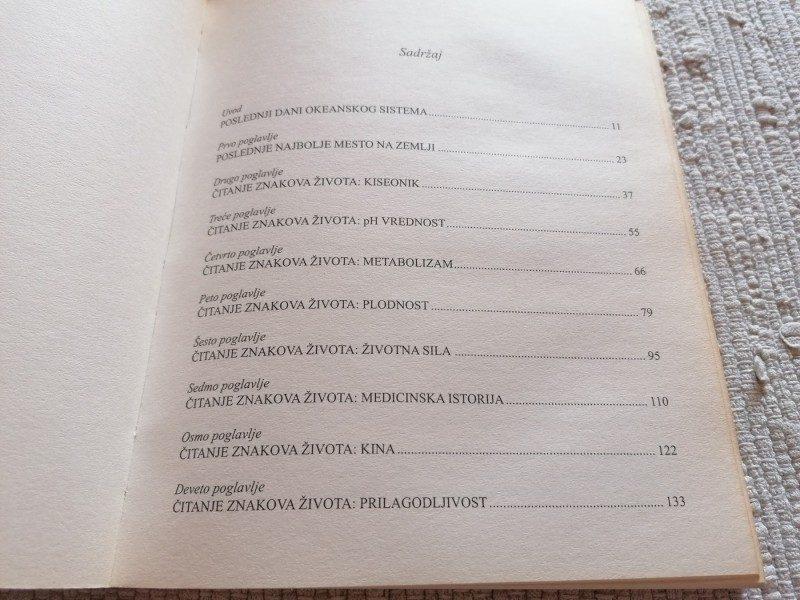 Sadržaj
Uvod
POSLEDNJI DANI OKEANSKOG SISTEMA 11
Prvo poglavlje
POSLEDNJE NAJBOLJE MESTO NA ZEMLJI 23
Drugo poglavlje
ČITANJE ZNAKOVA ŽIVOTA: KISEONIK 37
Treće poglavlje
ČITANJE ZNAKOVA ŽIVOTA: pH VREDNOST 55
Četvrto poglavlje
ČITANJE ZNAKOVA ŽIVOTA: METABOLIZAM 66
Peto poglavlje
ČITANJE ZNAKOVA ŽIVOTA: PLODNOST 79
Šesto poglavlje
ČITANJE ZNAKOVA ŽIVOTA: ŽIVOTNA SILA 95
Sedmo poglavlje
ČITANJE ZNAKOVA ŽIVOTA: MEDICINSKA ISTORIJA 110
Osmo poglavlje
ČITANJE ZNAKOVA ŽIVOTA: KINA 122
Deveto poglavlje
ČITANJE ZNAKOVA ŽIVOTA: PRILAGODLJIVOST 133